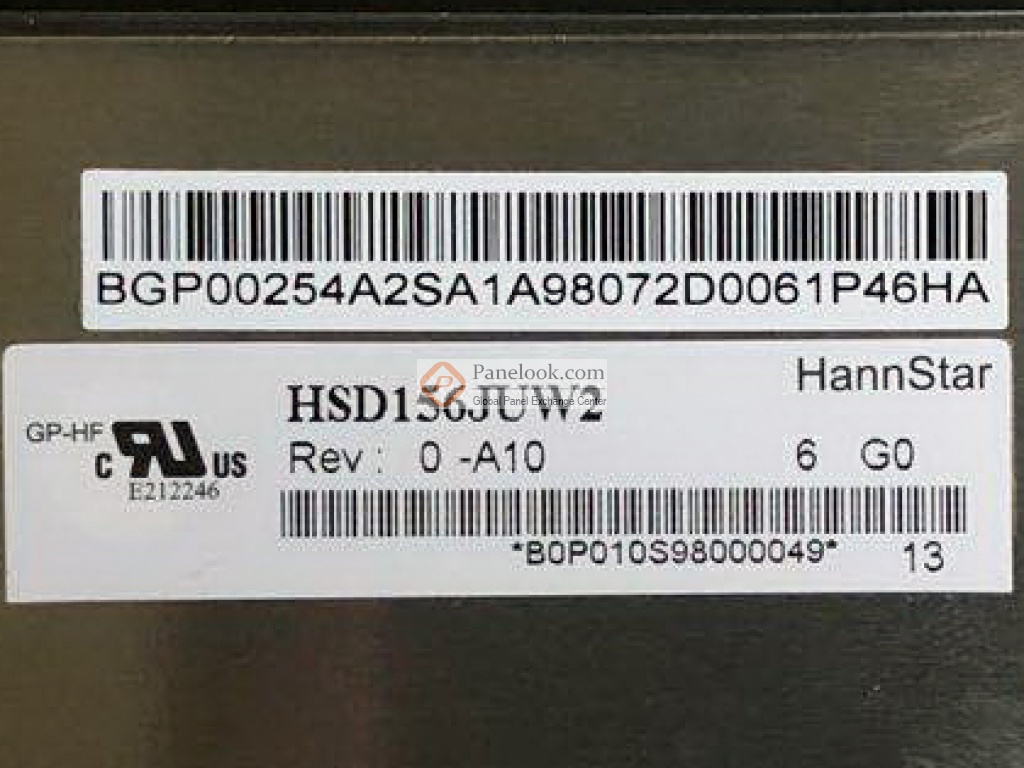 BGP00254A2SA1A98072D0061P46HA
HannStar
Panelook.com
Global Panel Exchange Center
HSD156JUW2
GP-HF
C RU US
E212246
Rev : 0 -A10 6 G0
*B0P010S98000049* 13